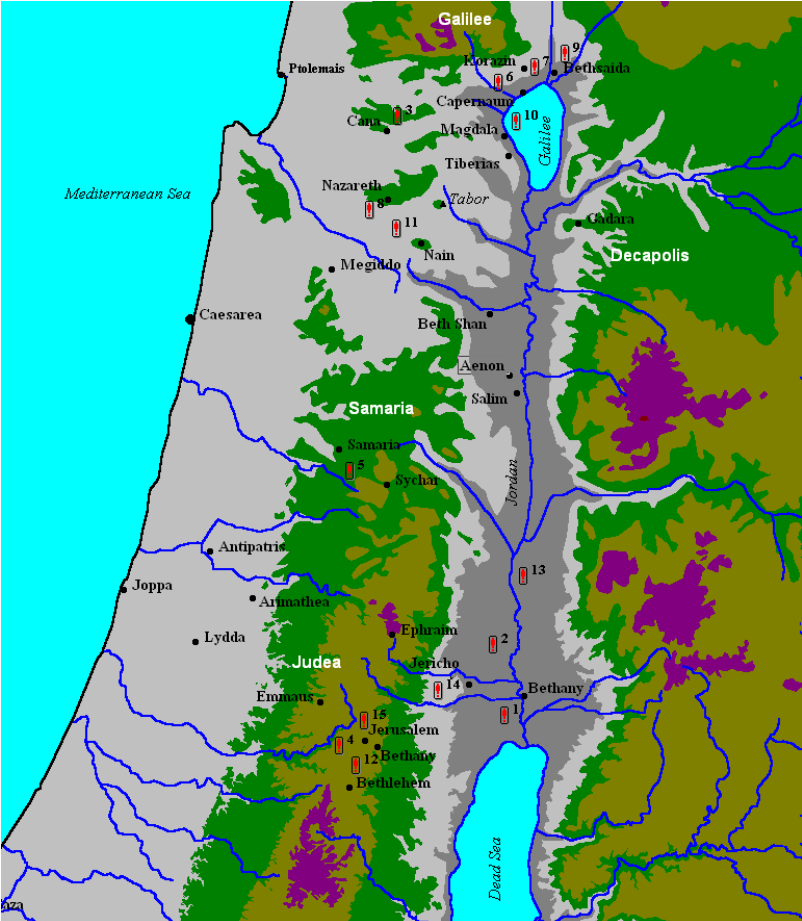 Galilee
9
Korazin
7
Bethsaida
Ptolemais
6
Capernaum
3
10
Cana
Magdala
Galilee
Tiberias
Nazareth
Mediterranean Sea
Tabor
8
11
Gadara
Nain
Decapolis
Megiddo
Caesarea
Beth Shan
Aenon
Salim
Samaria
Samaria
5
Sychar
Jordan
Antipatris
13
Joppa
Arimathea
Ephraim
2
Lydda
Judea
Jericho
14
Bethany
Emmaus
15
1
Jerusalem
4
Bethany
12
Bethlehem
Dead Sea
aza